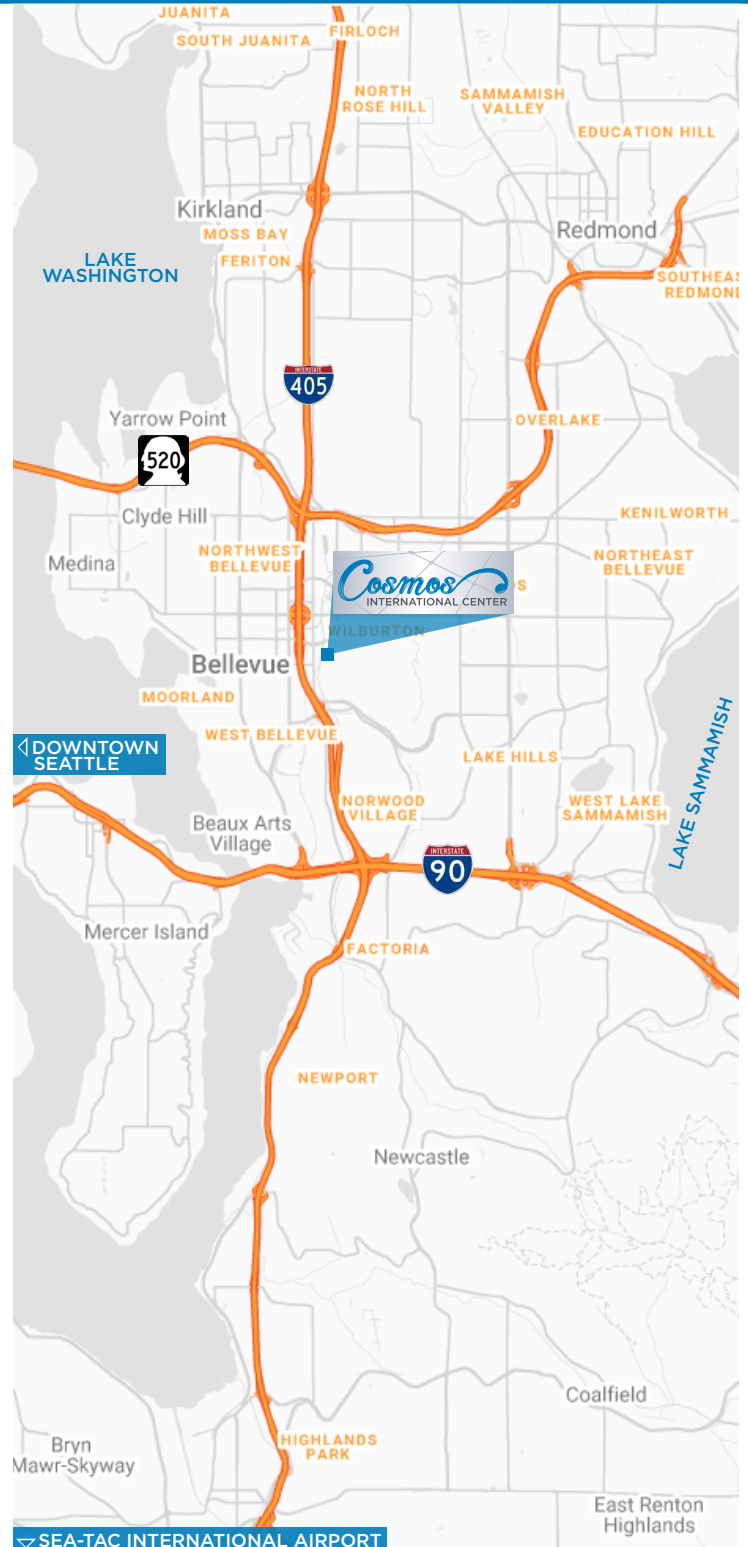 JUANITA
SOUTH JUANITA
FIRLOCH
NORTH
ROSE HILL
SAMMAMISH
VALLEY
EDUCATION HILL
Kirkland
MOSS BAY
FERITON
Redmond
LAKE
WASHINGTON
SOUTHEAS
REDMOND
INTERSTATE
405
Yarrow Point
520
OVERLAKE
Clyde Hill
KENILWORTH
NORTHWEST
BELLEVUE
NORTHEAST
BELLEVUE
Medina
Cosmos
INTERNATIONAL CENTER
S
WILBURTON
Bellevue
MOORLAND
WEST BELLEVUE
DOWNTOWN
SEATTLE
LAKE HILLS
LAKE SAMMAMISH
NORWOOD
VILLAGE
WEST LAKE
SAMMAMISH
Beaux Arts
Village
INTERSTATE
90
Mercer Island
FACTORIA
NEWPORT
Newcastle
Coalfield
HIGHLANDS
PARK
Bryn
Mawr-Skyway
East Renton
Highlands
SEA-TAC INTERNATIONAL AIRPORT